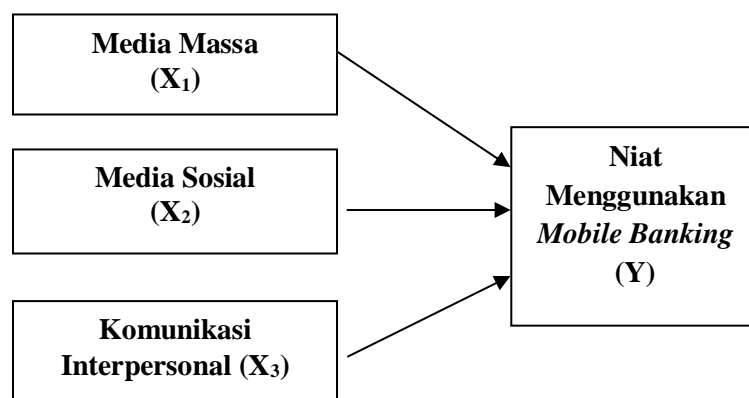 Media Massa
(X₁)
Media Sosial
(X₂)
Komunikasi
Interpersonal (X₃)
Niat
Menggunakan
Mobile Banking
(Y)